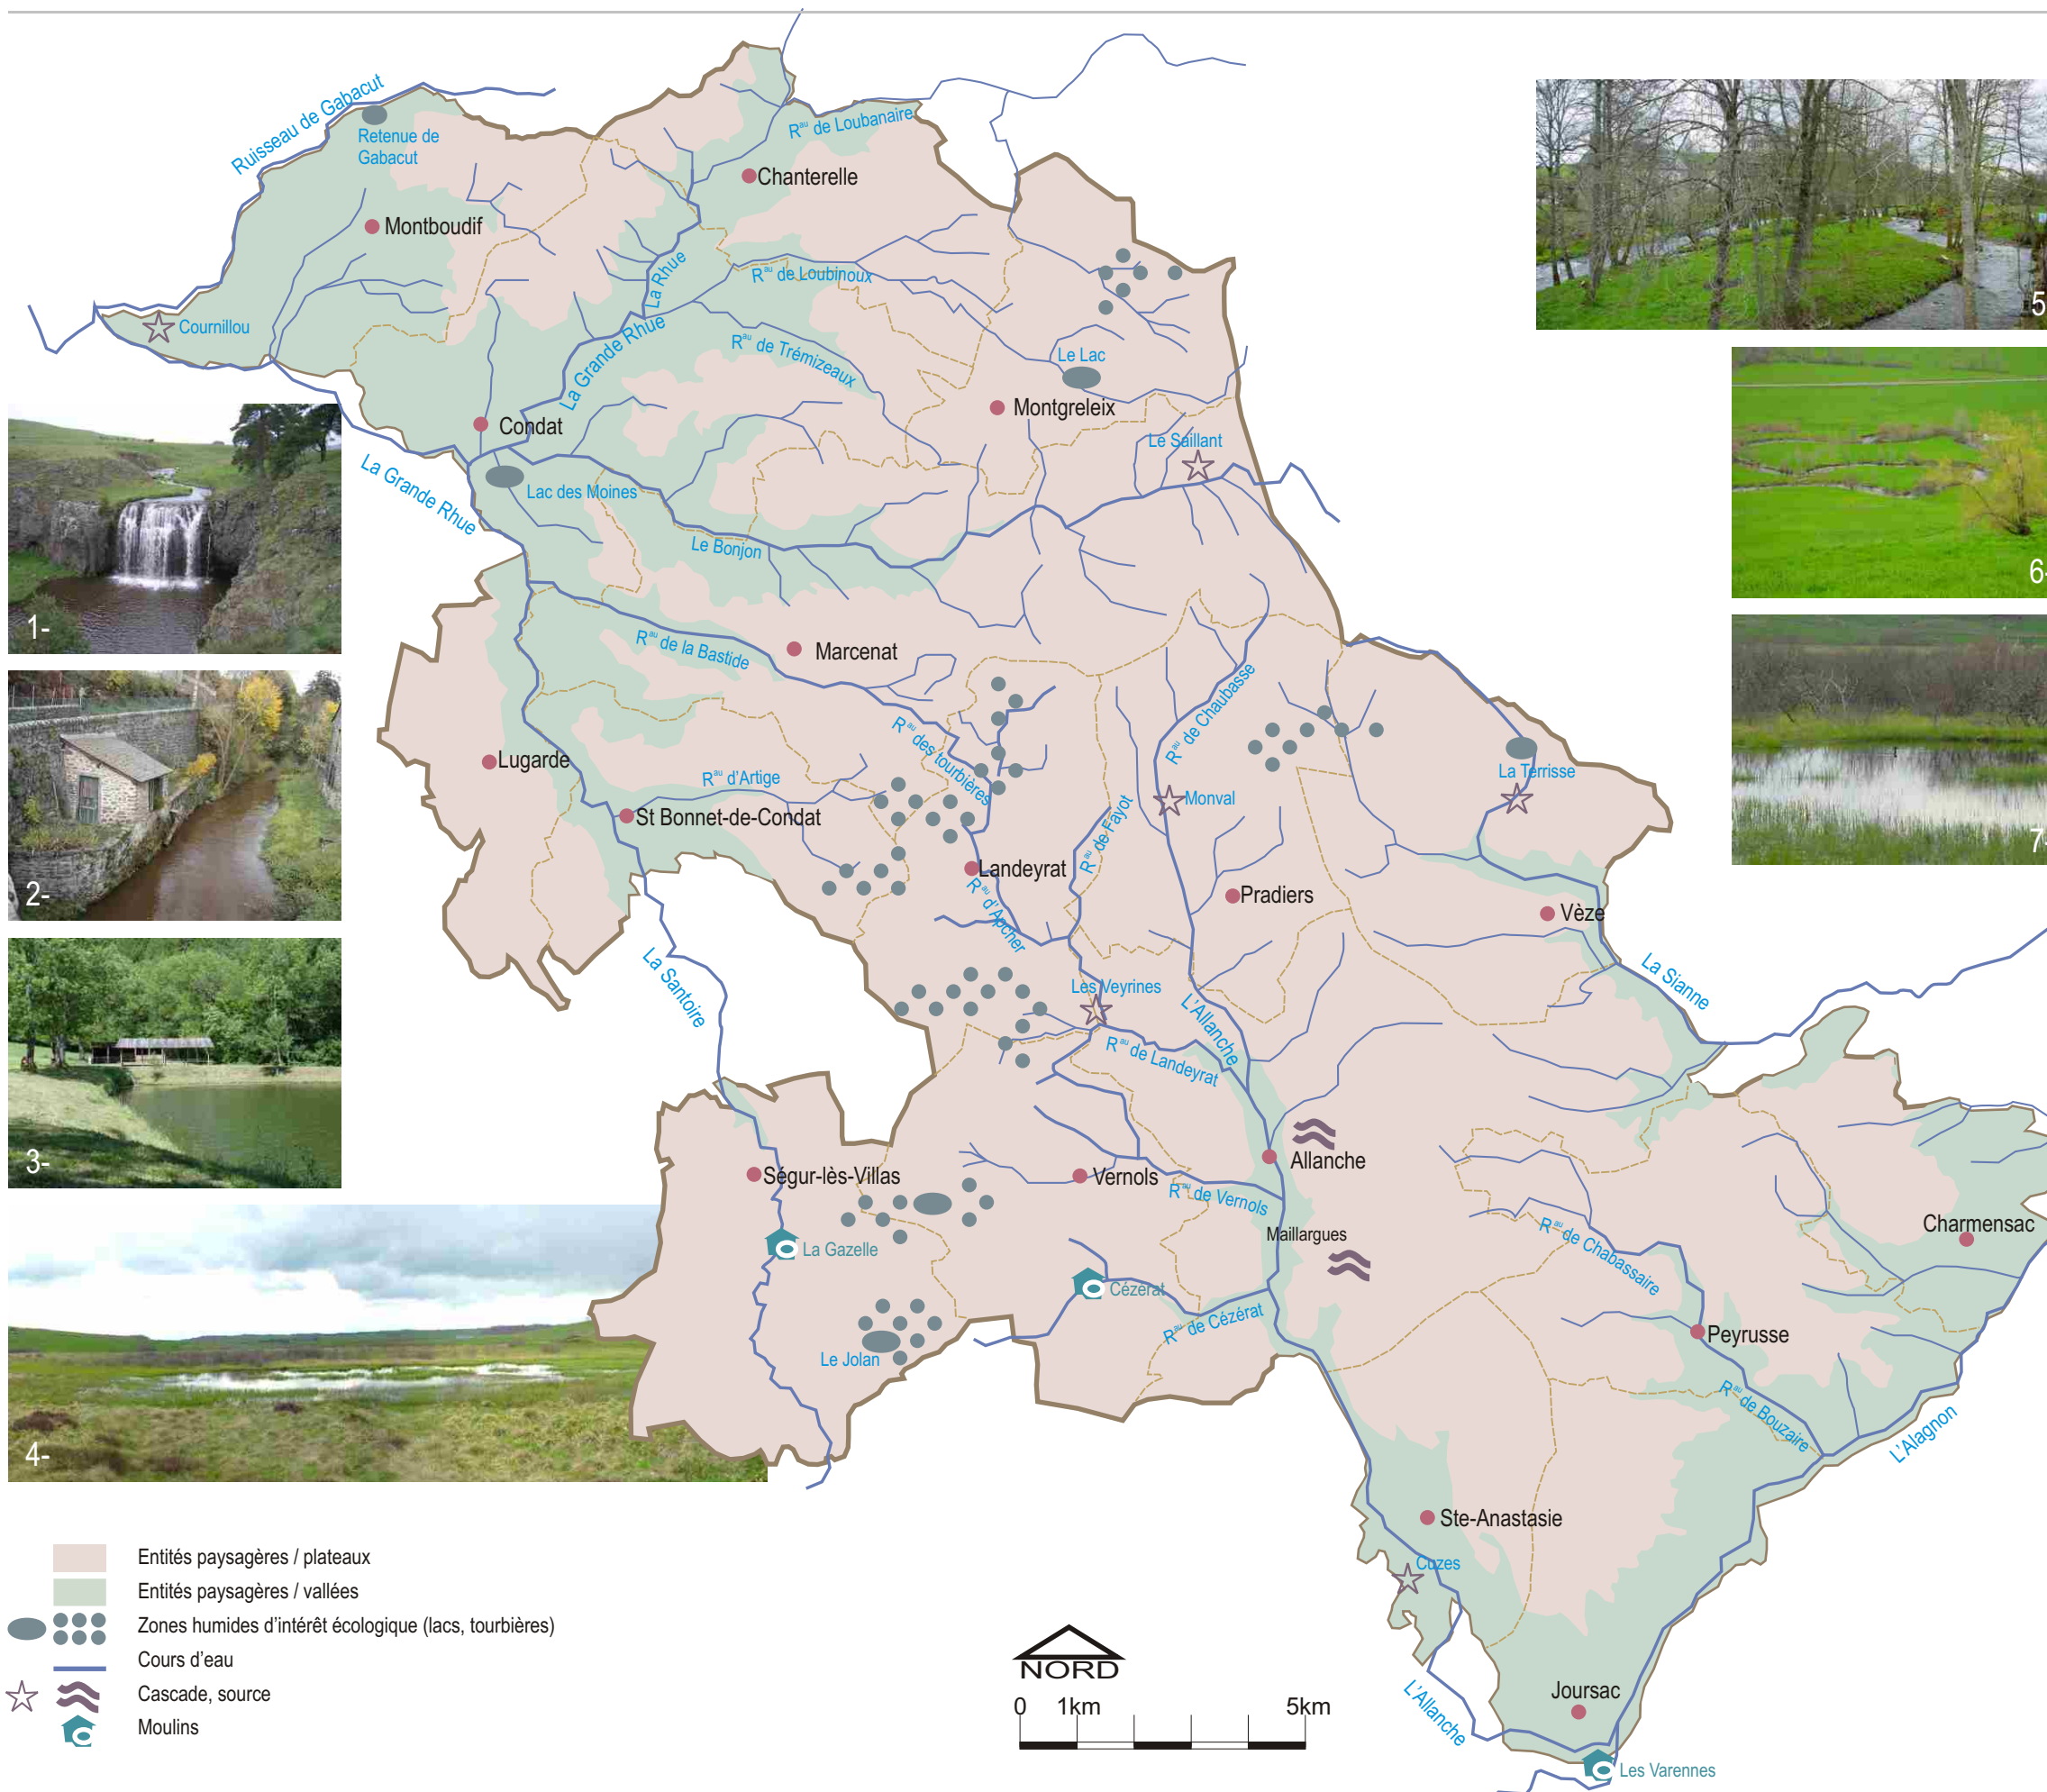 Ruisseau de Gabacut
Retenue de
Gabacut
Rau de Loubanaire
Chanterelle
Montboudif
La Rhue
Rau de Loubinoux
Cournillou
La Grande Rhue
Rau de Trémizeaux
Le Lac
Montgreleix
Condat
Le Saillant
La Grande Rhue
Lac des Moines
Le Bonjon
Rau de la Bastide
Marcenat
Rau de Chaubasse
Rau des tourbières
Lugarde
Rau d'Artige
St Bonnet-de-Condat
Monval
La Terrisse
Rau de Fayot
Landeyrat
Rau d'Apcher
Pradiers
Vèze
La Santoire
Les Veyrines
L'Allanche
La Sianne
Rau de Landeyrat
Allanche
Ségur-lès-Villas
Vernols
Rau de Vernols
Maillargues
La Gazelle
Cézérat
Rau de Cézérat
Le Jolan
Rau de Chabassaire
Charmensac
Peyrusse
Rau de Bouzaire
L'Alagnon
Ste-Anastasie
Cuzes
L'Allanche
Joursac
Les Varennes
1-
2-
3-
4-
5
6-
7-
Entités paysagères / plateaux
Entités paysagères / vallées
Zones humides d'intérêt écologique (lacs, tourbières)
Cours d'eau
Cascade, source
Moulins
NORD
0 1km 5km